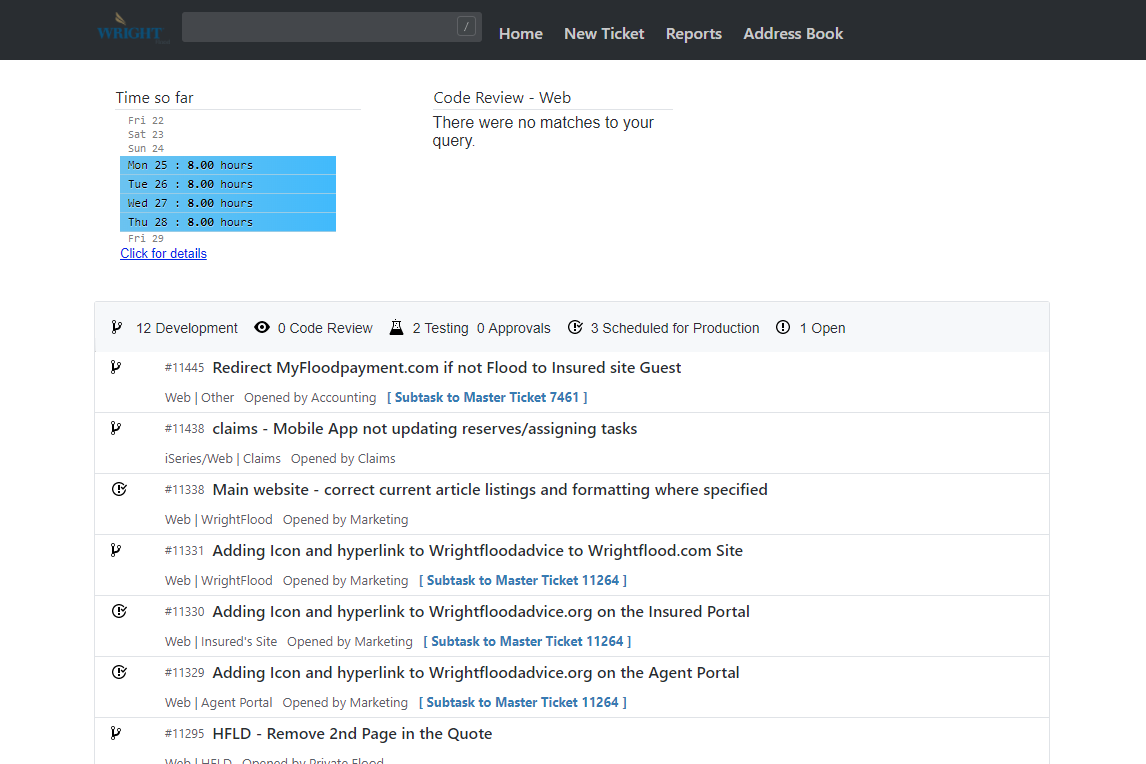 WRIGHT
/
Home New Ticket Reports Address Book
Time so far
Fri 22
Sat 23
Sun 24
Mon 25 : 8.00 hours
Tue 26 : 8.00 hours
Wed 27 : 8.00 hours
Thu 28 : 8.00 hours
Fri 29
Click for details
Code Review - Web
There were no matches to your
query.
12 Development 0 Code Review 2 Testing 0 Approvals 3 Scheduled for Production 1 Open
#11445 Redirect MyFloodpayment.com if not Flood to Insured site Guest
Web | Other Opened by Accounting [ Subtask to Master Ticket 7461 ]
#11438 claims - Mobile App not updating reserves/assigning tasks
iSeries/Web | Claims Opened by Claims
#11338 Main website - correct current article listings and formatting where specified
Web | WrightFlood Opened by Marketing
#11331 Adding Icon and hyperlink to Wrightfloodadvice to Wrightflood.com Site
Web | WrightFlood Opened by Marketing [ Subtask to Master Ticket 11264 ]
#11330 Adding Icon and hyperlink to Wrightfloodadvice.org on the Insured Portal
Web | Insured's Site Opened by Marketing [ Subtask to Master Ticket 11264 ]
#11329 Adding Icon and hyperlink to Wrightfloodadvice.org on the Agent Portal
Web | Agent Portal Opened by Marketing [ Subtask to Master Ticket 11264 ]
#11295 HFLD - Remove 2nd Page in the Quote
Web | HFLD Opened by Private Flood